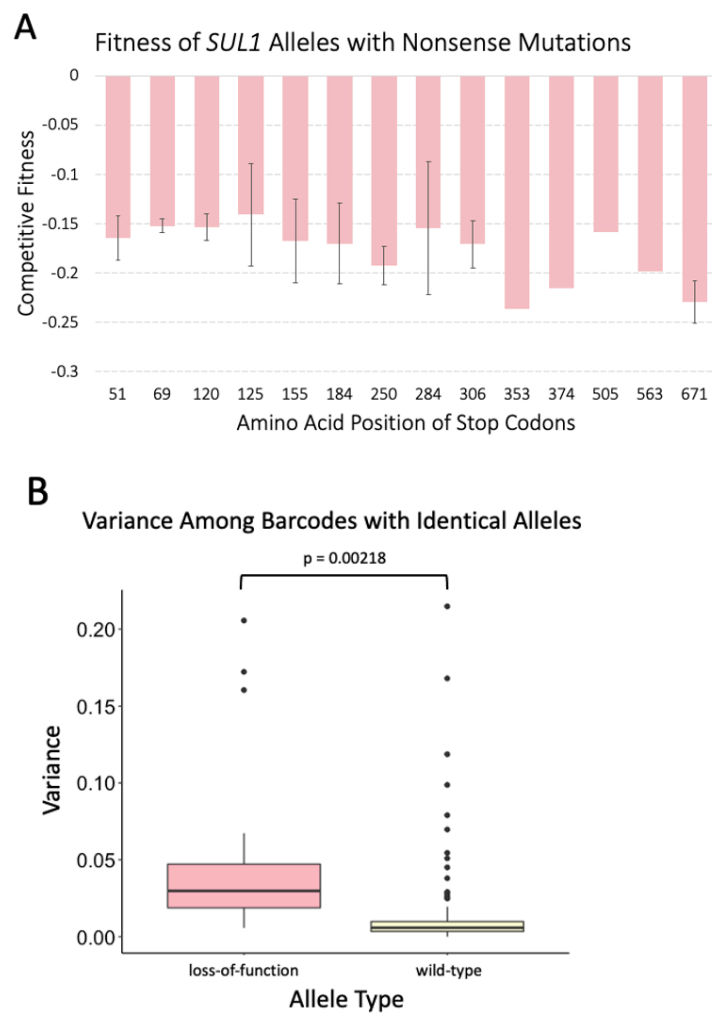 A
Fitness of SUL1 Alleles with Nonsense Mutations
Competitive Fitness
0
-0.05
-0.1
-0.15
-0.2
-0.25
-0.3
51 69 120 125 155 184 250 284 306 353 374 505 563 671
Amino Acid Position of Stop Codons
B
Variance Among Barcodes with Identical Alleles
p = 0.00218
Variance
0.20
0.15
0.10
0.05
0.00
loss-of-function wild-type
Allele Type